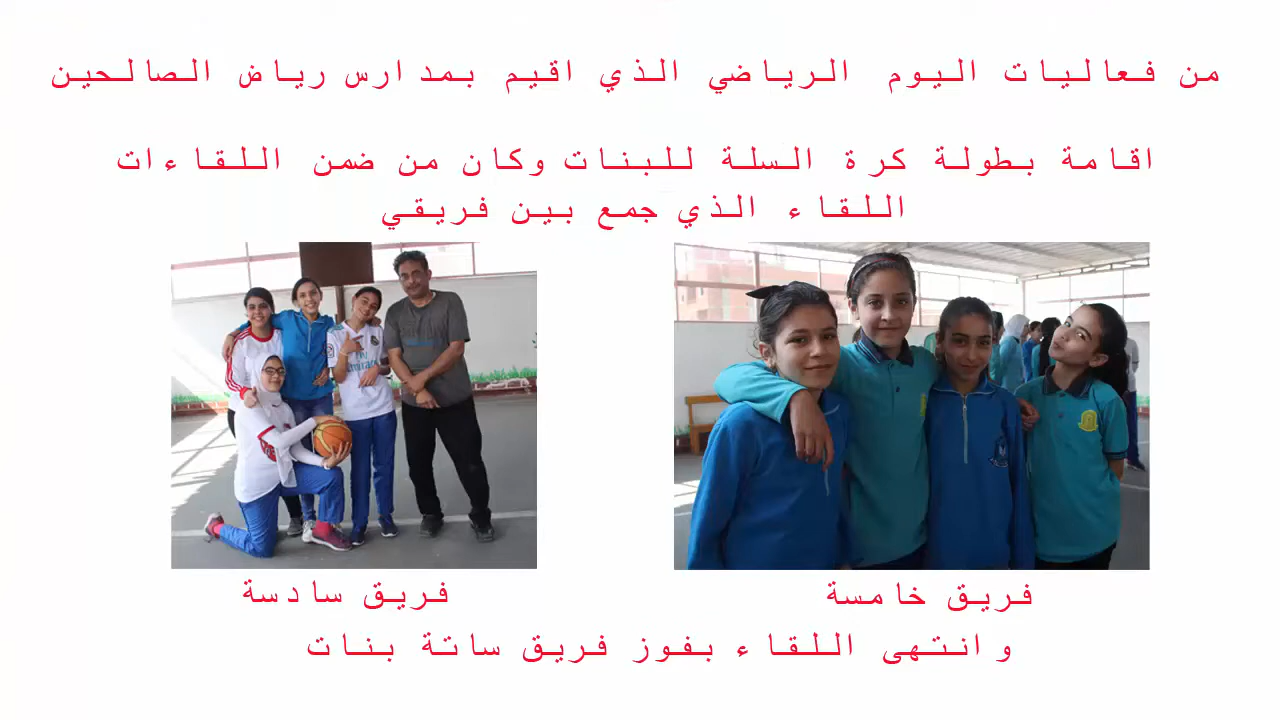 من فعاليات اليوم الرياضي الذي اقيم بمدارس رياض الصالحين
اقامة بطولة كرة السلة للبنات وكان من ضمن اللقاءات
اللقاء الذي جمع بين فريقي
فريق سادسة
فريق خامسة
وانتهى اللقاء بفوز فريق ساتة بنات